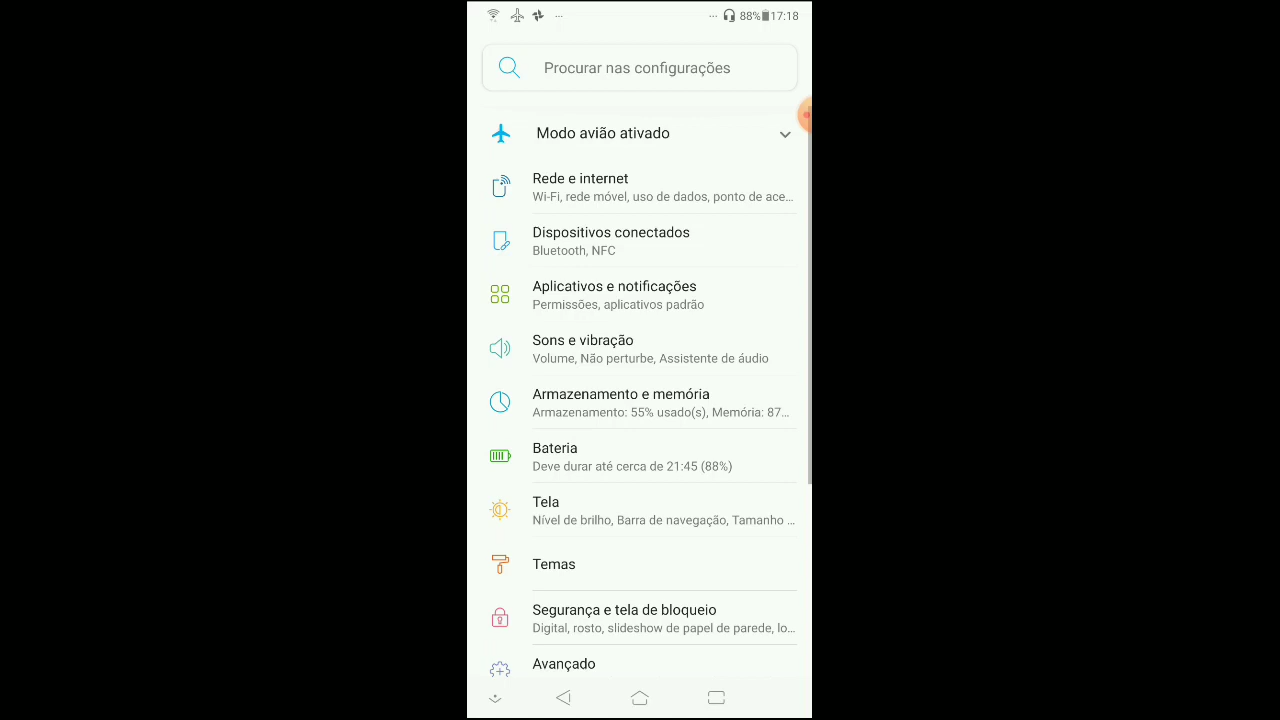 88% 17:18
Procurar nas configurações
Modo avião ativado
Rede e internet
Wi-Fi, rede móvel, uso de dados, ponto de ace...
Dispositivos conectados
Bluetooth, NFC
Aplicativos e notificações
Permissões, aplicativos padrão
Sons e vibração
Volume, Não perturbe, Assistente de áudio
Armazenamento e memória
Armazenamento: 55% usado(s), Memória: 87...
Bateria
Deve durar até cerca de 21:45 (88%)
Tela
Nível de brilho, Barra de navegação, Tamanho ...
Temas
Segurança e tela de bloqueio
Digital, rosto, slideshow de papel de parede, lo...
Avançado